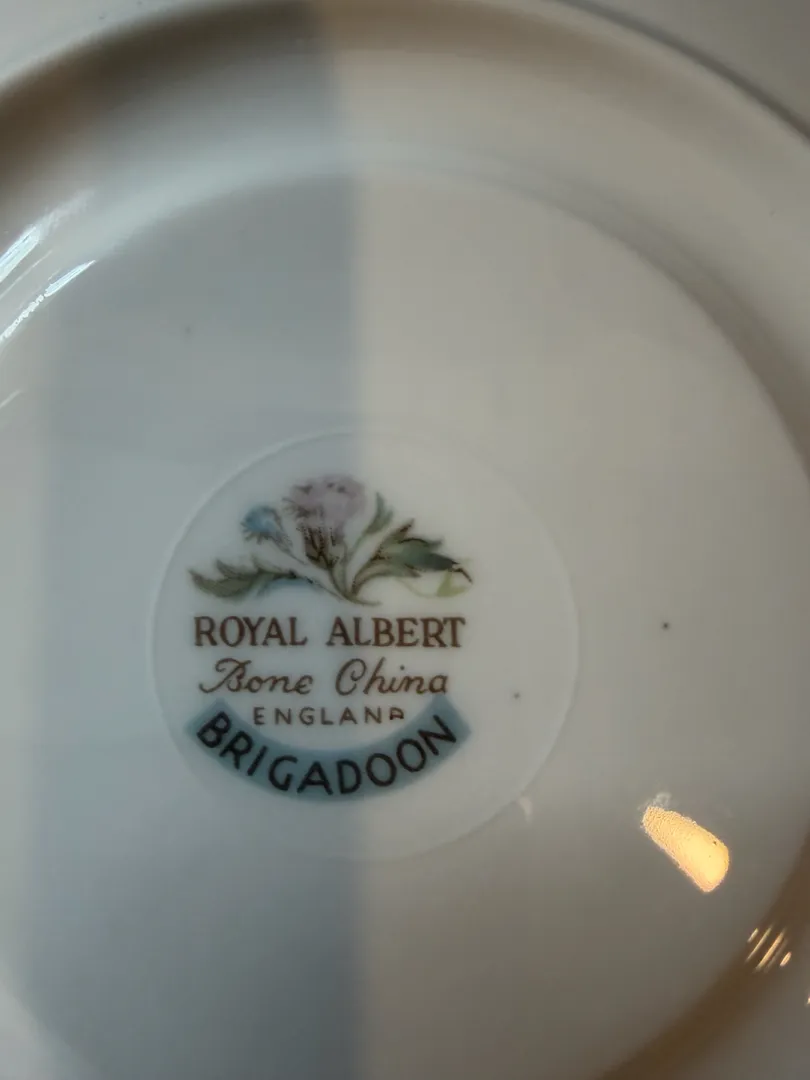 ROYAL ALBERT
Bone China
ENGLAND
BRIGADOON